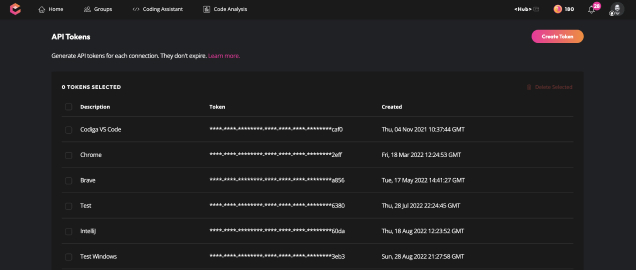 Home Groups </> Coding Assistant Code Analysis <Hub> 180 28
API Tokens Create Token
Generate API tokens for each connection. They don't expire. Learn more.
0 TOKENS SELECTED Delete Selected
Description Token Created
Codiga VS Code ****-****-********-****-****-****-********caf0 Thu, 04 Nov 2021 10:37:44 GMT
Chrome ****-****-********-****-****-****-********2eff Fri, 18 Mar 2022 12:24:53 GMT
Brave ****-****-********-****-****-****-********a856 Tue, 17 May 2022 14:41:27 GMT
Test ****-****-********-****-****-****-********6380 Thu, 28 Jul 2022 22:24:45 GMT
IntelliJ ****-****-********-****-****-****-********60da Thu, 18 Aug 2022 12:23:52 GMT
Test Windows ****-****-********-****-****-****-********3eb3 Sun, 28 Aug 2022 21:27:58 GMT